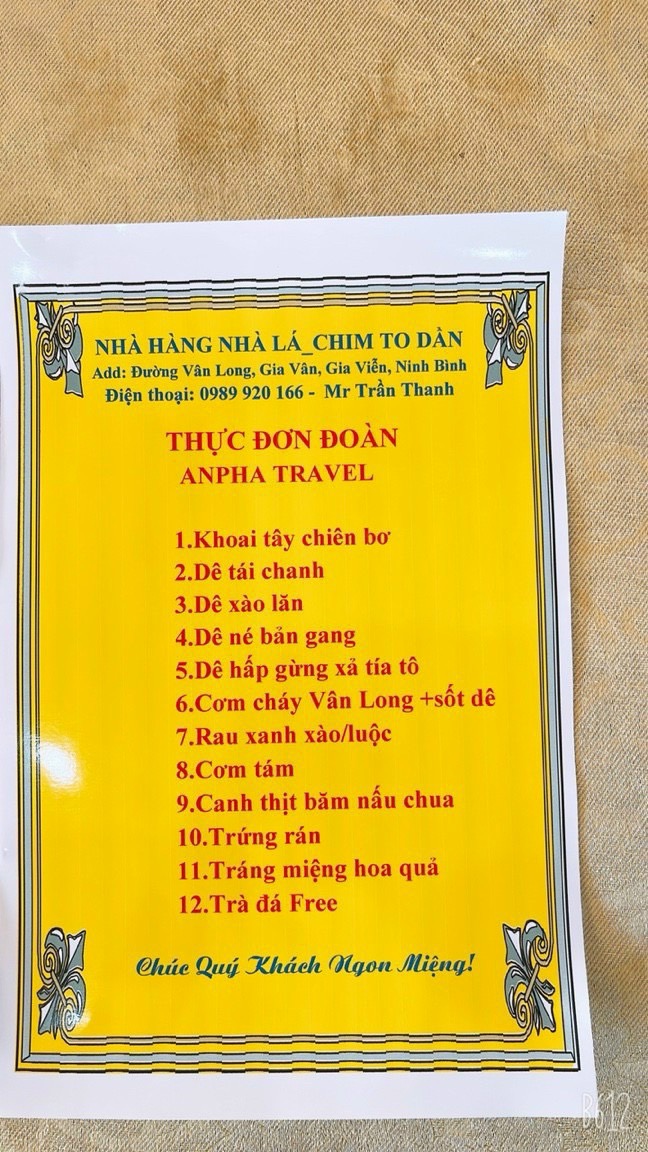 NHÀ HÀNG NHÀ LÁ_CHIM TO DẦN
Add: Đường Vân Long, Gia Vân, Gia Viễn, Ninh Bình
Điện thoại: 0989 920 166 - Mr Trần Thanh
THỰC ĐƠN ĐOÀN
ANPHA TRAVEL
1.Khoai tây chiên bơ
2.Dê tái chanh
3.Dê xào lăn
4.Dê né bản gang
5.Dê hấp gừng xả tía tô
6.Cơm cháy Vân Long +sốt dê
7.Rau xanh xào/luộc
8.Cơm tám
9.Canh thịt băm nấu chua
10.Trứng rán
11.Tráng miệng hoa quả
12.Trà đá Free
Chúc Quý Khách Ngon Miệng!
B612